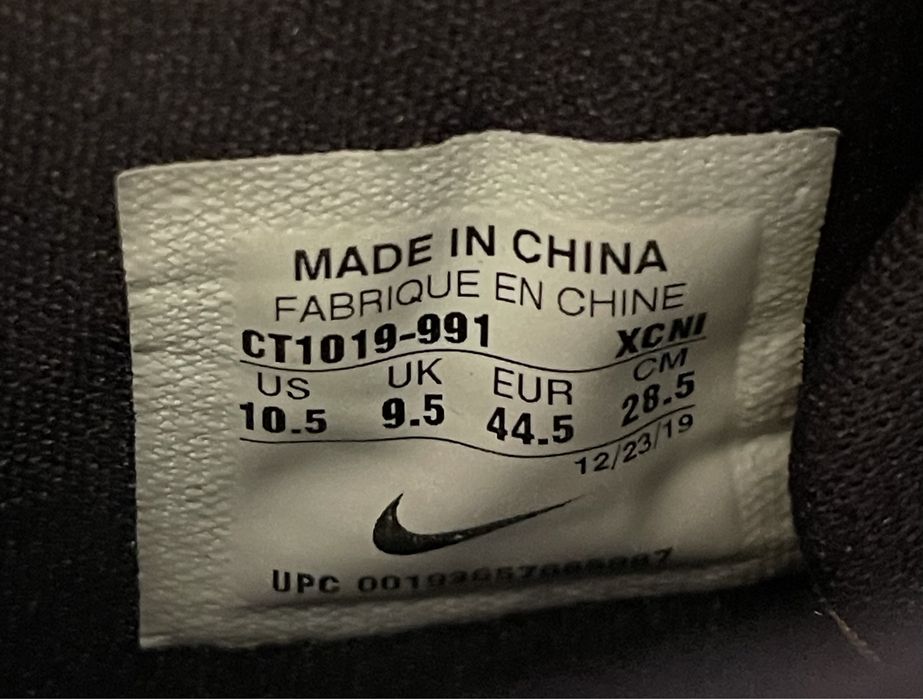 MADE IN CHINA
FABRIQUE EN CHINE
CT1019-991 XCNI
US UK EUR CM
10.5 9.5 44.5 28.5
12/23/19
UPC